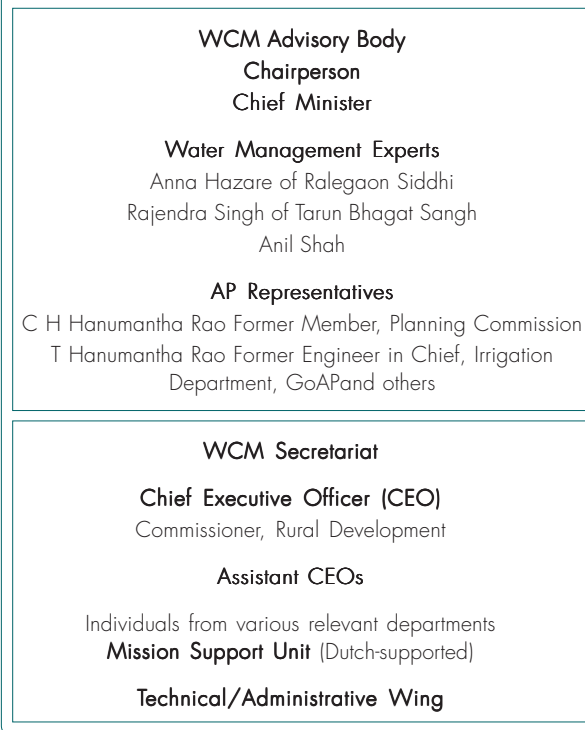 WCM Advisory Body
Chairperson
Chief Minister
Water Management Experts
Anna Hazare of Ralegaon Siddhi
Rajendra Singh of Tarun Bhagat Sangh
Anil Shah
AP Representatives
C H Hanumantha Rao Former Member, Planning Commission
T Hanumantha Rao Former Engineer in Chief, Irrigation
Department, GoAPand others
WCM Secretariat
Chief Executive Officer (CEO)
Commissioner, Rural Development
Assistant CEOs
Individuals from various relevant departments
Mission Support Unit (Dutch-supported)
Technical/Administrative Wing